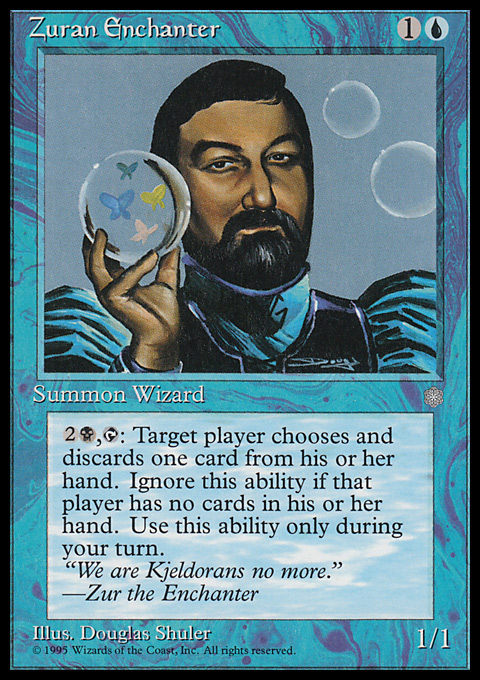 Zuran Enchanter 1
Summon Wizard
2, : Target player chooses and
discards one card from his or her
hand. Ignore this ability if that
player has no cards in his or her
hand. Use this ability only during
your turn.
“We are Kjeldorans no more.”
—Zur the Enchanter
Illus. Douglas Shuler
1/1
© 1995 Wizards of the Coast, Inc. All rights reserved.